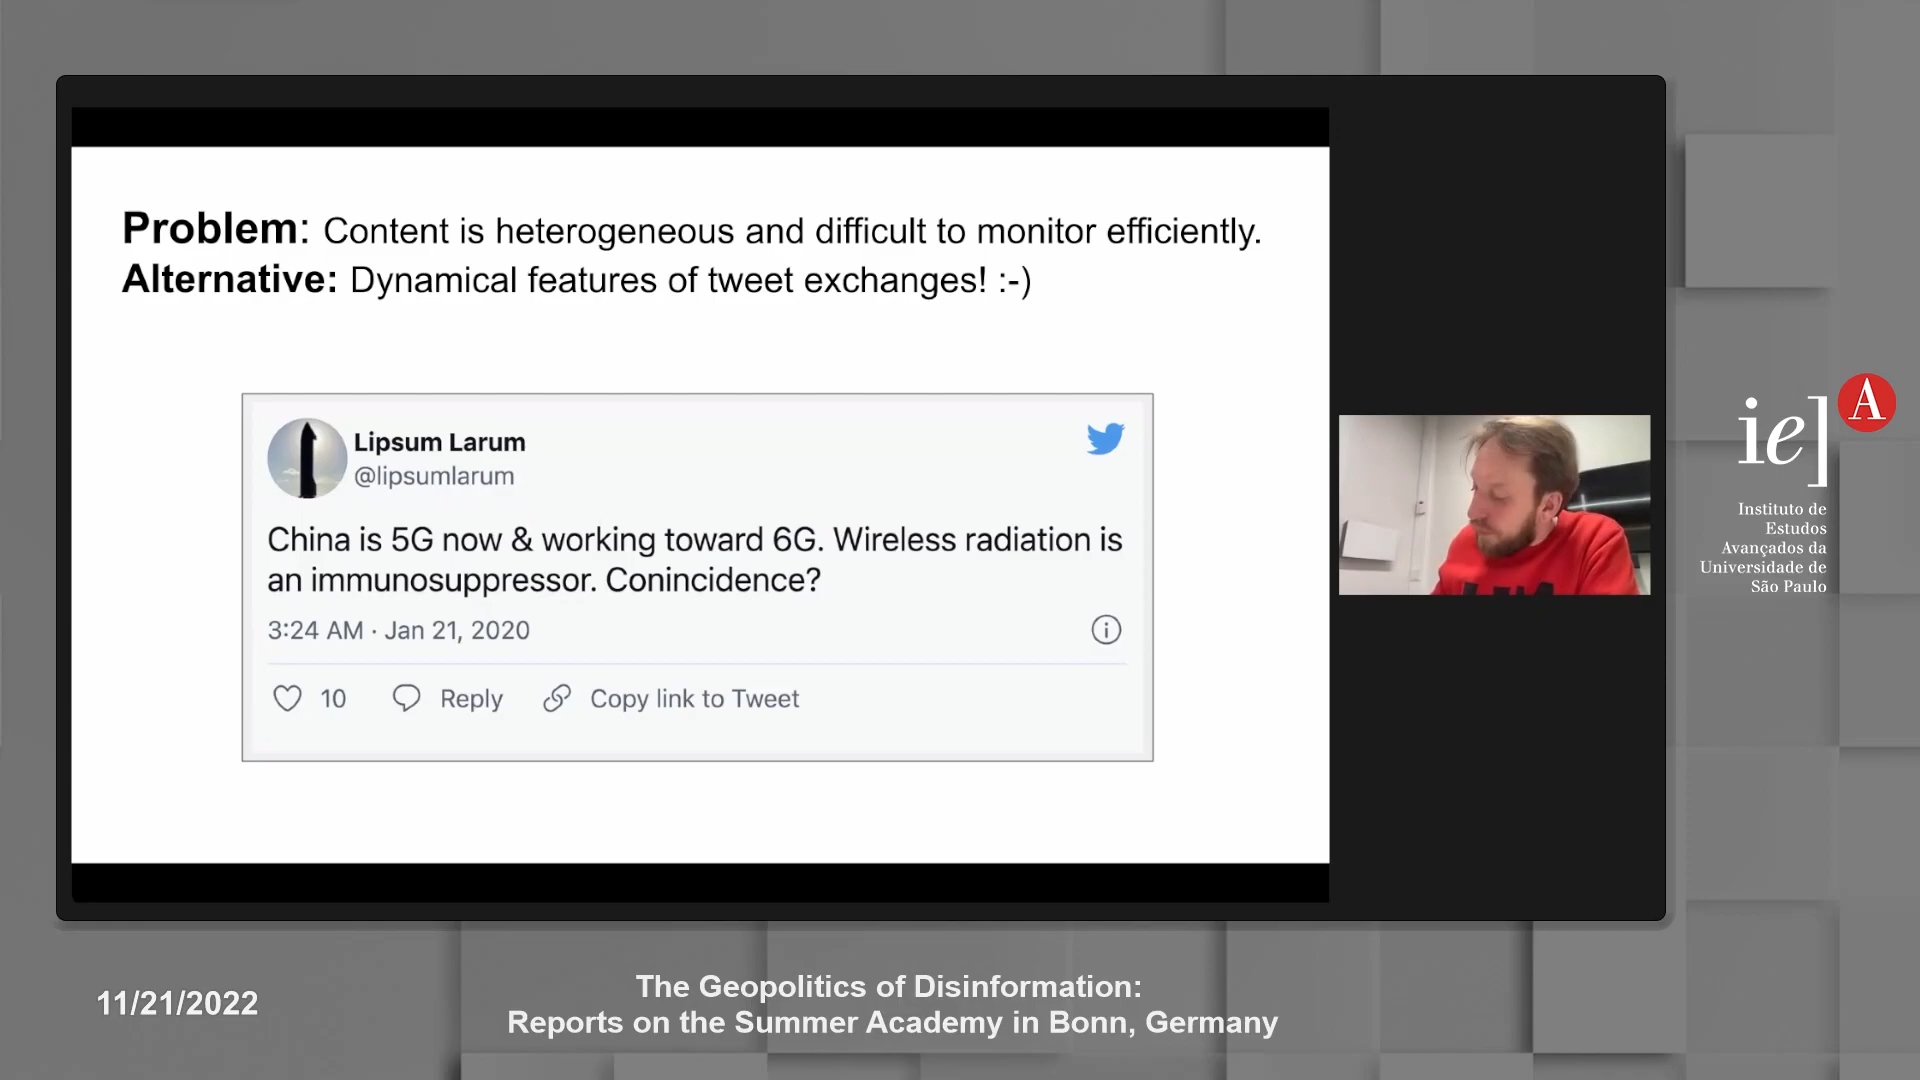 Problem: Content is heterogeneous and difficult to monitor efficiently.
Alternative: Dynamical features of tweet exchanges! :-)
Lipsum Larum
@lipsumlarum
China is 5G now & working toward 6G. Wireless radiation is
an immunosuppressor. Conincidence?
3:24 AM · Jan 21, 2020
10 Reply Copy link to Tweet
ie] A
Instituto de
Estudos
Avançados da
Universidade de
São Paulo
11/21/2022
The Geopolitics of Disinformation:
Reports on the Summer Academy in Bonn, Germany